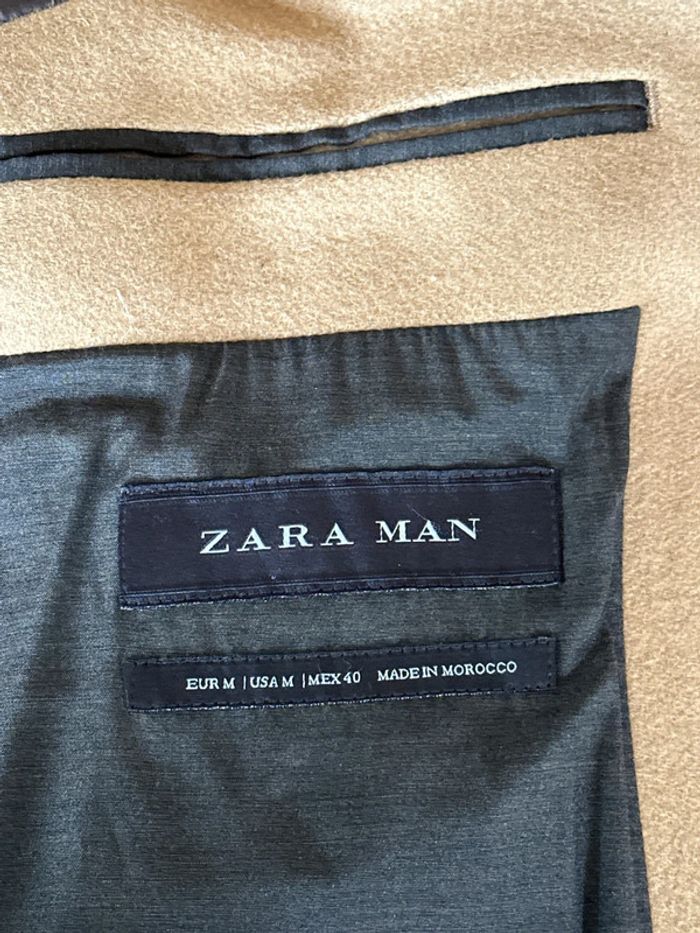 ZARA MAN
EUR M | USA M | MEX 40 MADE IN MOROCCO